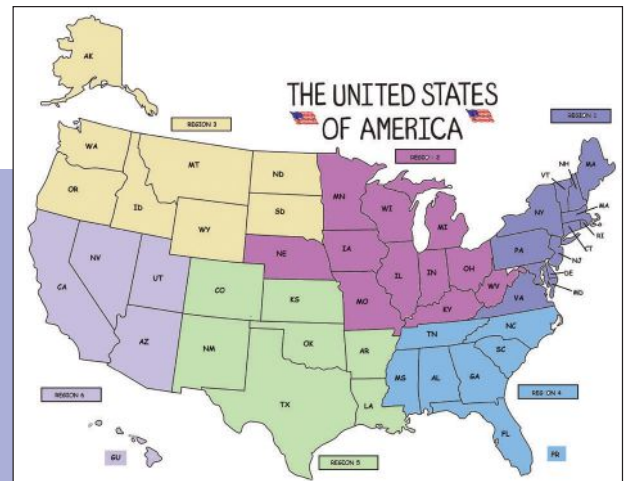 AK
THE UNITED STATES
OF AMERICA
REGION 3
REGION 1
REGION - 2
WA
MT
ND
MN
VT
NH
MA
OR
ID
SD
WI
MI
NY
MA
RI
CT
WY
IA
PA
NJ
NE
IL
IN
OH
DE
MD
NV
UT
CO
WV
VA
CA
KS
MO
KY
AZ
NM
OK
AR
TN
NC
SC
MS
AL
GA
REGION 6
REGION 4
TX
LA
FL
GU
REGION 5
PR